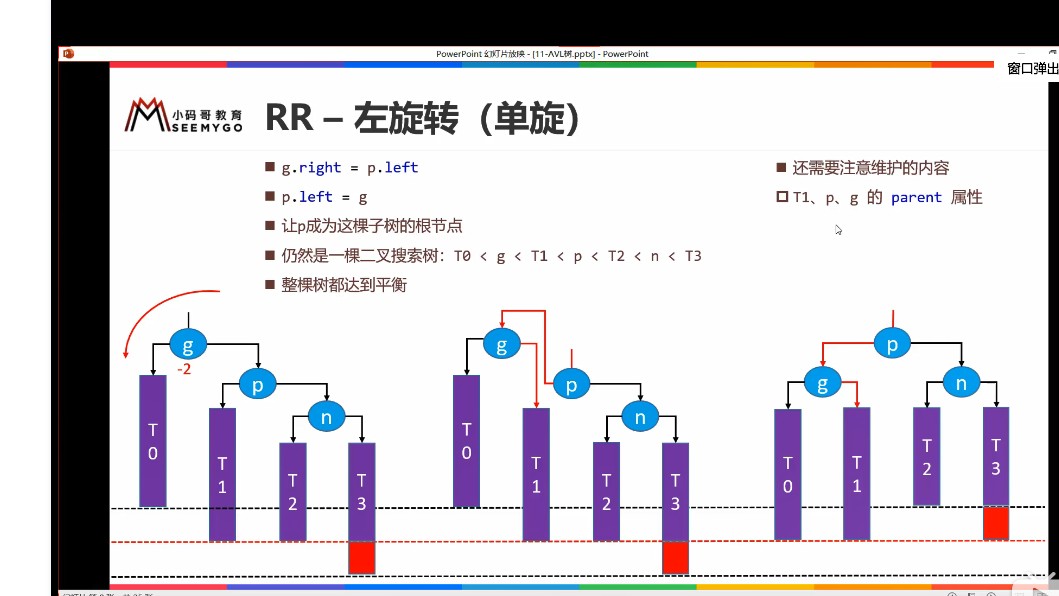 PowerPoint 幻灯片放映 - [11-AVL树.pptx] - PowerPoint
窗口弹出
小码哥教育
SEEMYGO
RR – 左旋转（单旋）
g.right = p.left
p.left = g
让p成为这棵子树的根节点
仍然是一棵二叉搜索树：T0 < g < T1 < p < T2 < n < T3
整棵树都达到平衡
还需要注意维护的内容
T1、p、g 的 parent 属性
g
-2
p
n
T0
T1
T2
T3
g
p
n
T0
T1
T2
T3
p
g
n
T0
T1
T2
T3